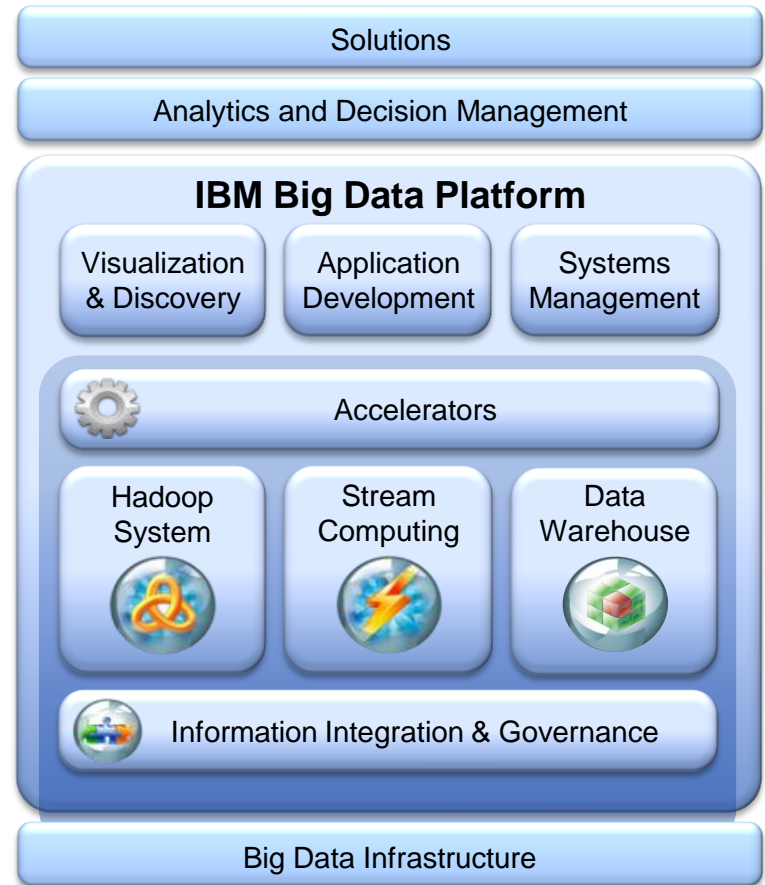 Solutions
Analytics and Decision Management
IBM Big Data Platform
Visualization
& Discovery
Application
Development
Systems
Management
Accelerators
Hadoop
System
Stream
Computing
Data
Warehouse
Information Integration & Governance
Big Data Infrastructure